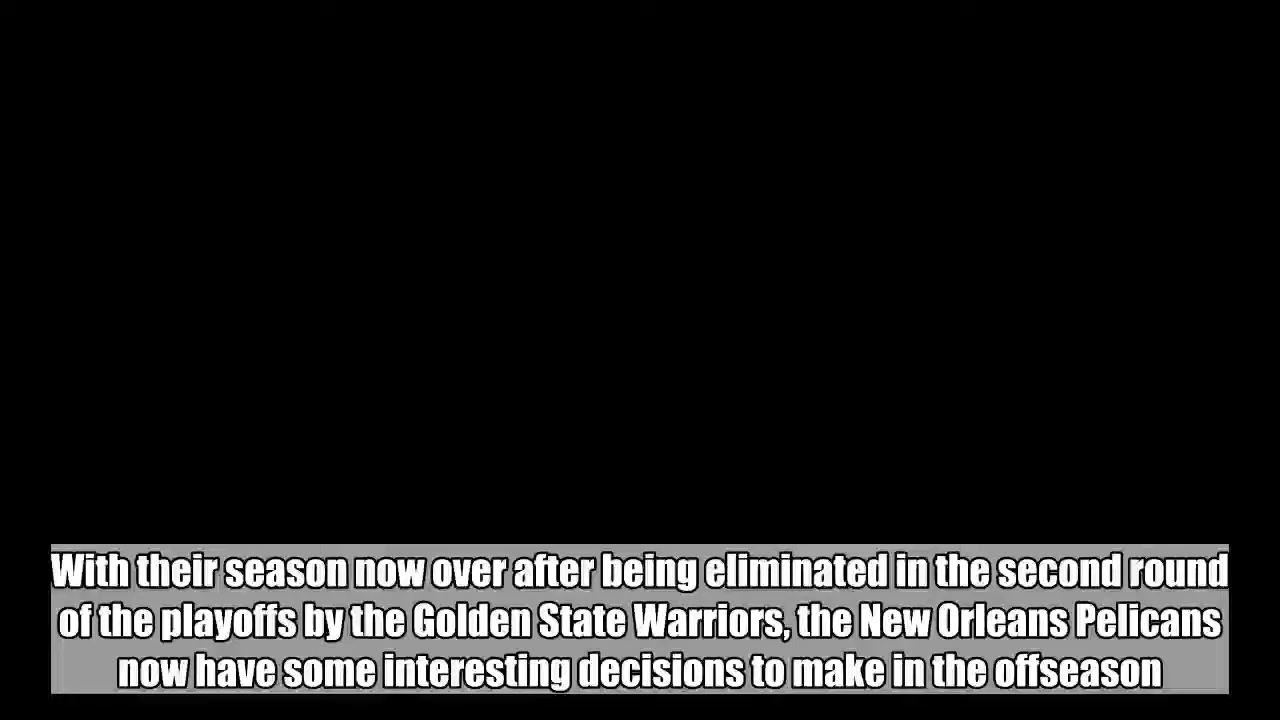 With their season now over after being eliminated in the second round
of the playoffs by the Golden State Warriors, the New Orleans Pelicans
now have some interesting decisions to make in the offseason